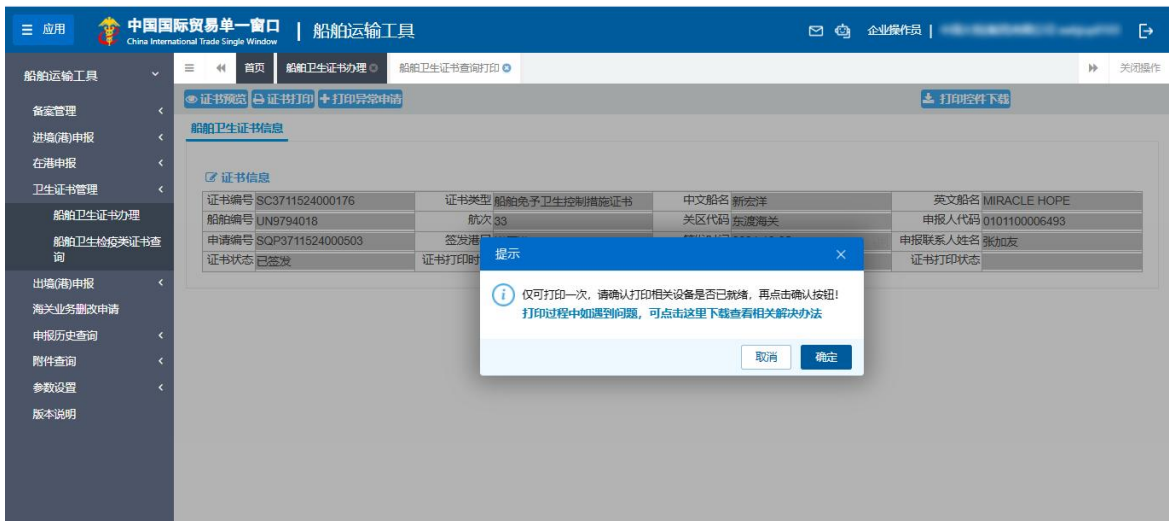 应用
中国国际贸易单一窗口
China International Trade Single Window
船舶运输工具
企业操作员
船舶运输工具
首页
船舶卫生证书办理
船舶卫生证书查询打印
关闭操作
备案管理
进境(港)申报
在港申报
卫生证书管理
船舶卫生证书办理
船舶卫生检疫类证书查
询
出境(港)申报
海关业务删改申请
申报历史查询
附件查询
参数设置
版本说明
证书预览 证书打印 打印异常申请
打印控件下载
船舶卫生证书信息
证书信息
证书编号 SC3711524000176 证书类型 船舶免予卫生控制措施证书 中文船名 新宏洋 英文船名 MIRACLE HOPE
船舶编号 UN9794018 航次 33 关区代码 东渡海关 申报人代码 0101100006493
申请编号 SQP3711524000503 签发港 申报联系人姓名 张加友
证书状态 已签发 证书打印时 证书打印状态
提示
仅可打印一次，请确认打印相关设备是否已就绪，再点击确认按钮!
打印过程中如遇到问题，可点击这里下载查看相关解决办法
取消
确定